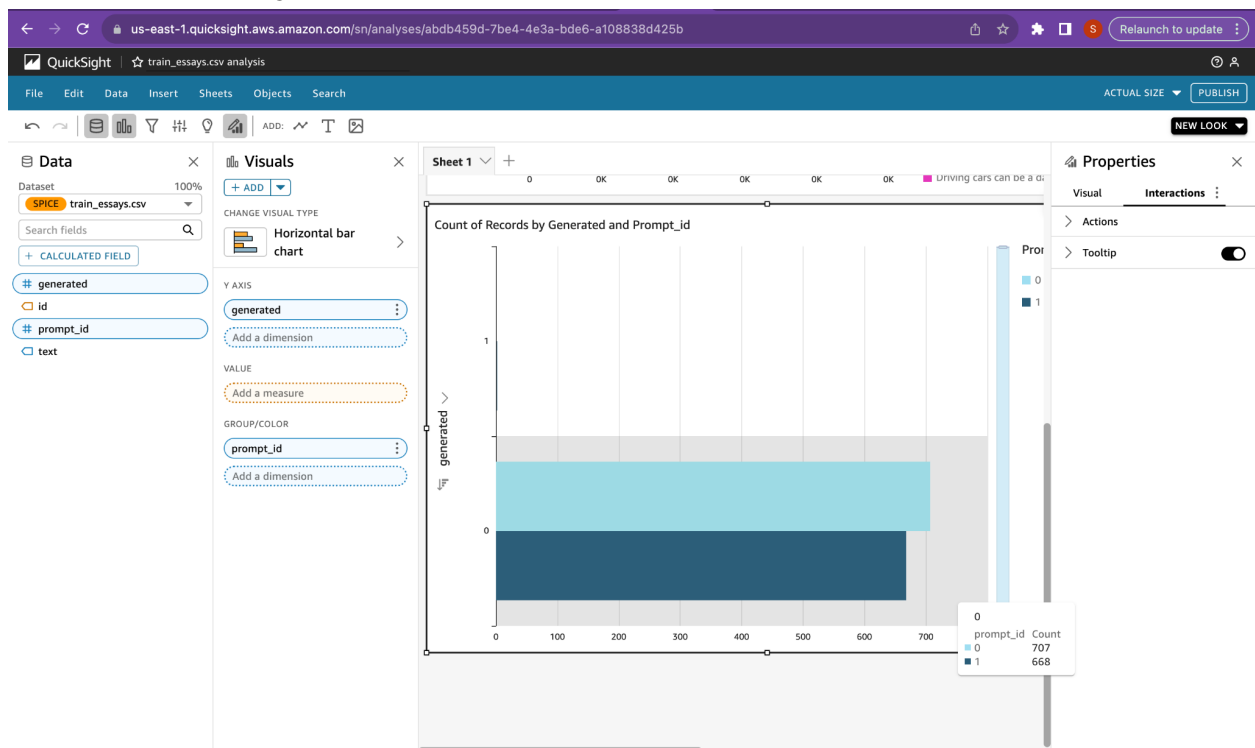 us-east-1.quicksight.aws.amazon.com/sn/analyses/abdb459d-7be4-4e3a-bde6-a108838d425b
S
Relaunch to update
QuickSight
train_essays.csv analysis
File Edit Data Insert Sheets Objects Search
ACTUAL SIZE
PUBLISH
ADD:
NEW LOOK
Data
Dataset 100%
SPICE train_essays.csv
Search fields
+ CALCULATED FIELD
# generated
id
# prompt_id
text
Visuals
+ ADD
CHANGE VISUAL TYPE
Horizontal bar
chart
Y AXIS
generated
Add a dimension
VALUE
Add a measure
GROUP/COLOR
prompt_id
Add a dimension
Sheet 1
0 0K 0K 0K 0K 0K
Driving cars can be a
Count of Records by Generated and Prompt_id
0
1
generated
1
0
0 100 200 300 400 500 600 700
0
prompt_id Count
0 707
1 668
Properties
Visual Interactions
Actions
Tooltip